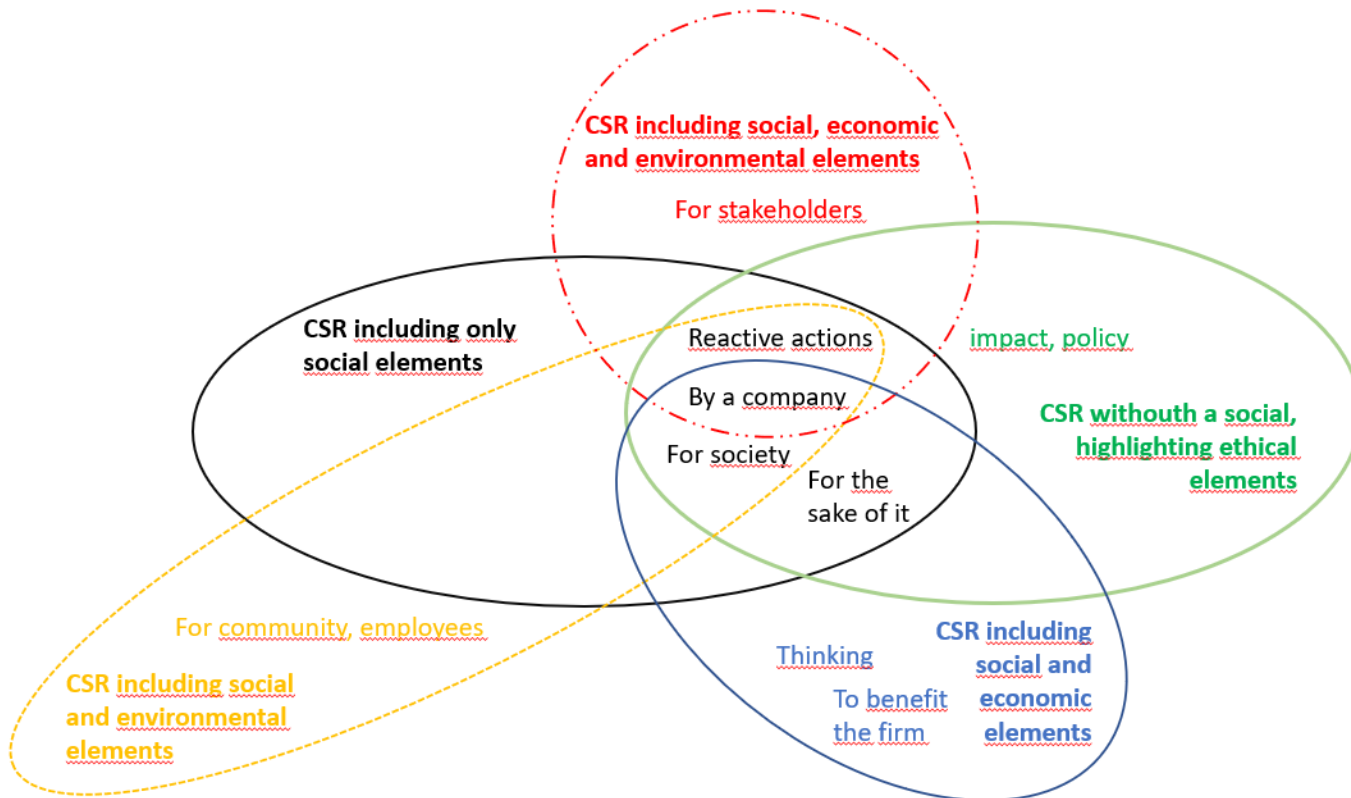 CSR including social, economic
and environmental elements
For stakeholders
CSR including only
social elements
Reactive actions
impact, policy
By a company
CSR withouth a social,
highlighting ethical
elements
For society
For the
sake of it
For community, employees
CSR including social
and environmental
elements
Thinking
To benefit
the firm
CSR including
social and
economic
elements